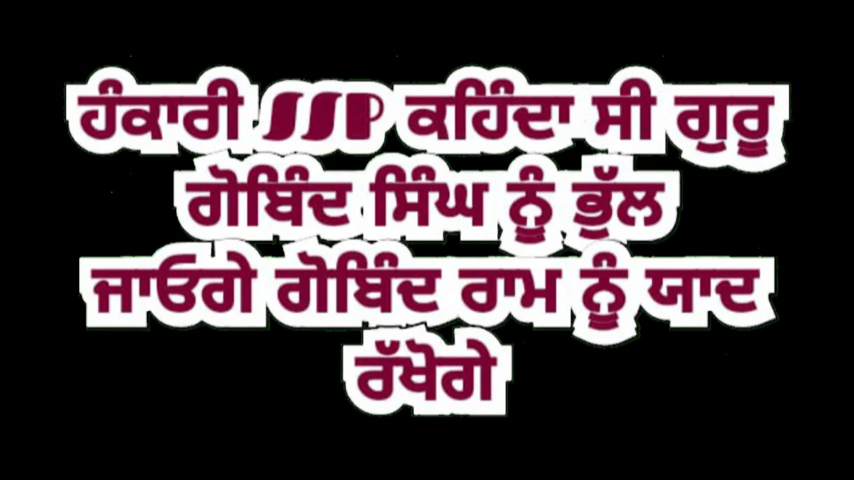 ਹੰਕਾਰੀ SSP ਕਹਿੰਦਾ ਸੀ ਗੁਰੂ
ਗੋਬਿੰਦ ਸਿੰਘ ਨੂੰ ਭੁੱਲ
ਜਾਓਗੇ ਗੋਬਿੰਦ ਰਾਮ ਨੂੰ ਯਾਦ
ਰੱਖੋਗੇ